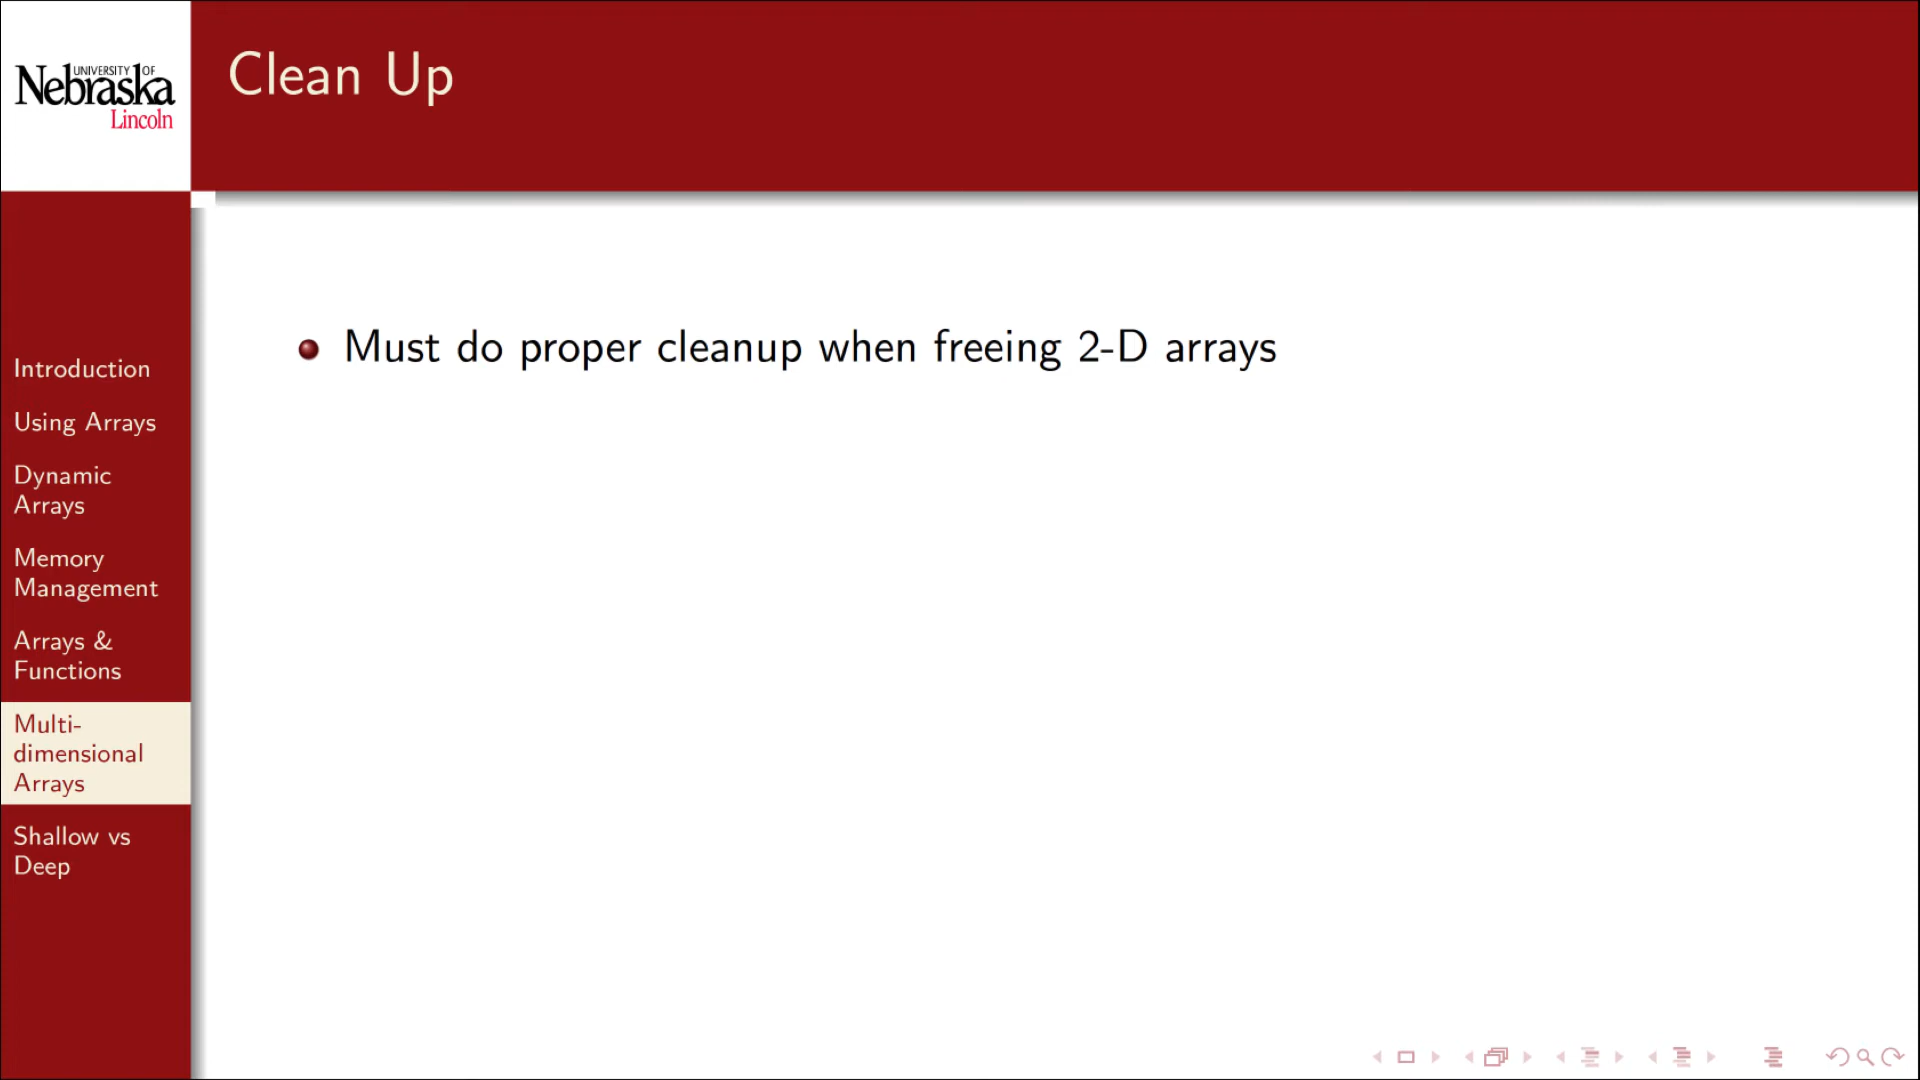 UNIVERSITY OF
Nebraska
Lincoln
Clean Up
Introduction
Using Arrays
Dynamic
Arrays
Memory
Management
Arrays &
Functions
Multi-
dimensional
Arrays
Shallow vs
Deep
Must do proper cleanup when freeing 2-D arrays